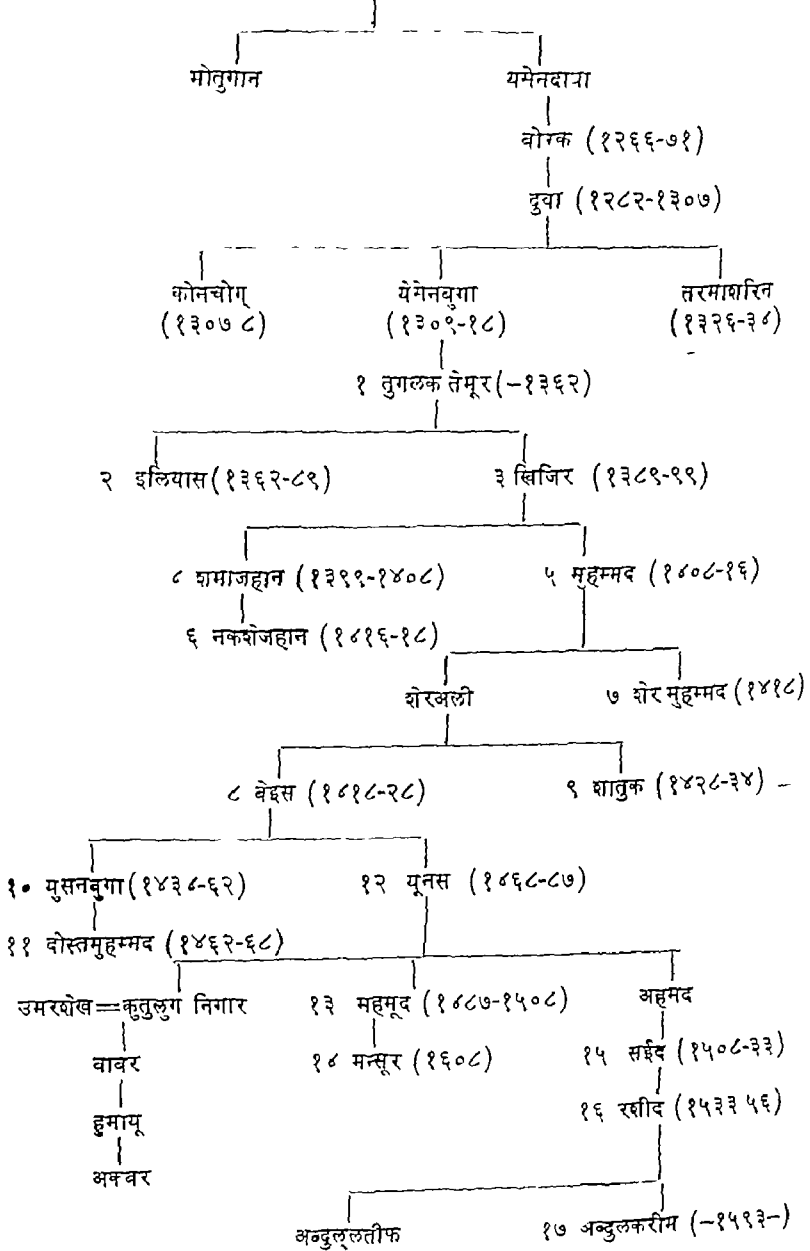 मोतुगान यमेनदारा
वोरक (१२६६-७१)
दुवा (१२८२-१३०७)
कोनचोग् येमेनबुगा तरमाशरिन
(१३०७ ८) (१३०९-१८) (१३२६-३४)
१ तुगलक तेमूर (-१३६२)
२ इलियास (१३६२-८९) ३ खिजिर (१३८९-९९)
८ शमाजहान (१३९९-१४०८) ५ मुहम्मद (१४०८-१६)
६ नकशेजहान (१४१६-१८)
शेरअली ७ शेर मुहम्मद (१४१८)
८ वेइस (१४१८-२८) ९ शातुक (१४२८-३४)
१० युसनबुगा (१४३४-६२) १२ यूनस (१४६८-८७)
११ दोस्तमुहम्मद (१४६२-६८)
उमरशेख=कुतुलुग निगार १३ महमूद (१४८७-१५०८) अहमद
वावर १४ मन्सूर (१६०८) १५ सईद (१५०८-३३)
हुमायू १६ रशीद (१५३३ ५६)
अक्बर
अब्दुल्लतीफ १७ अब्दुलकरीम (-१५९३-)